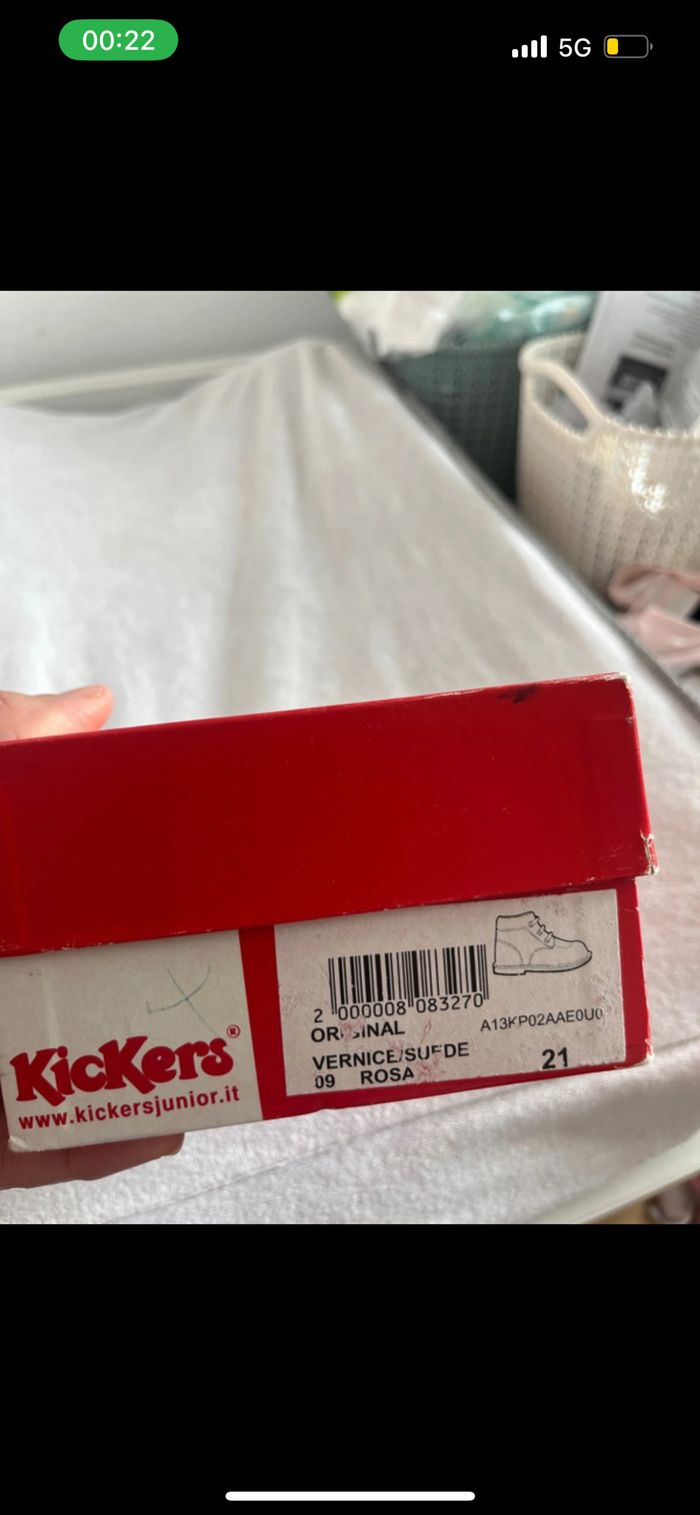 00:22 5G
2 000008 083270
ORIGINAL A13KP02AAE0U0
VERNICE/SUEDE 21
09 ROSA
KicKers®
www.kickersjunior.it